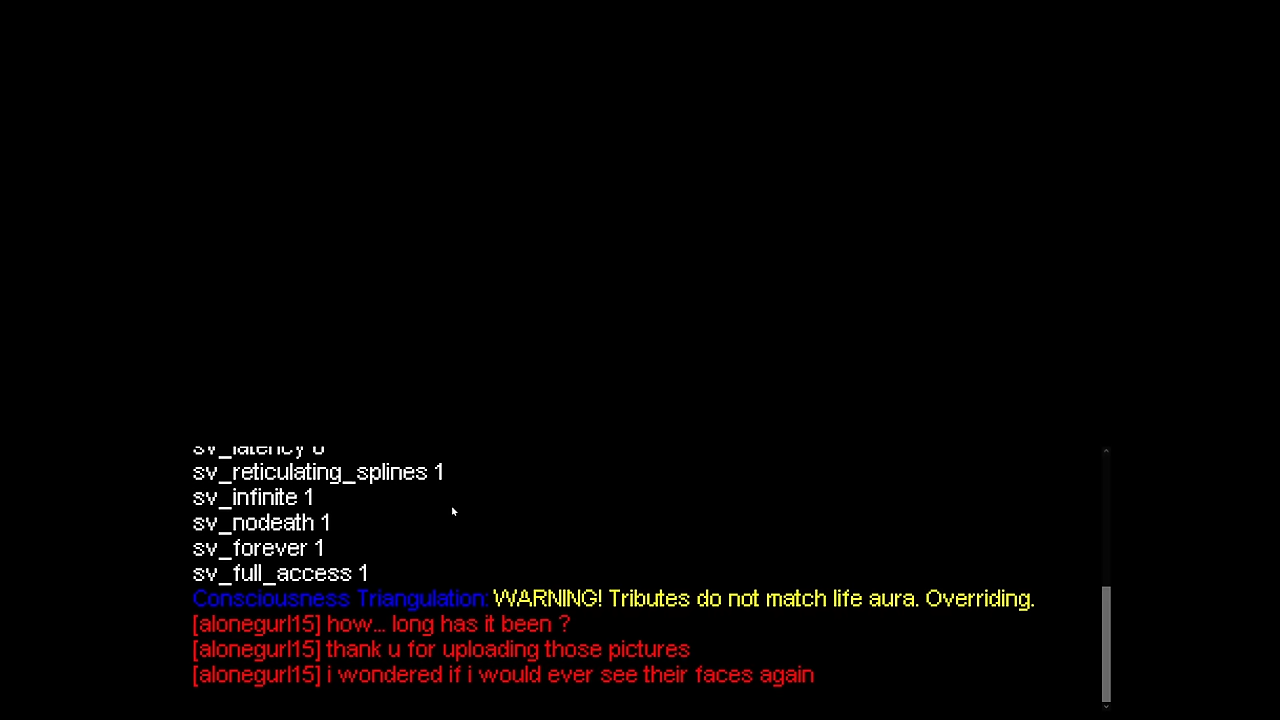 sv_latency 0
sv_reticulating_splines 1
sv_infinite 1
sv_nodeath 1
sv_forever 1
sv_full_access 1
Consciousness Triangulation: WARNING! Tributes do not match life aura. Overriding.
[alonegurl15] how... long has it been ?
[alonegurl15] thank u for uploading those pictures
[alonegurl15] i wondered if i would ever see their faces again